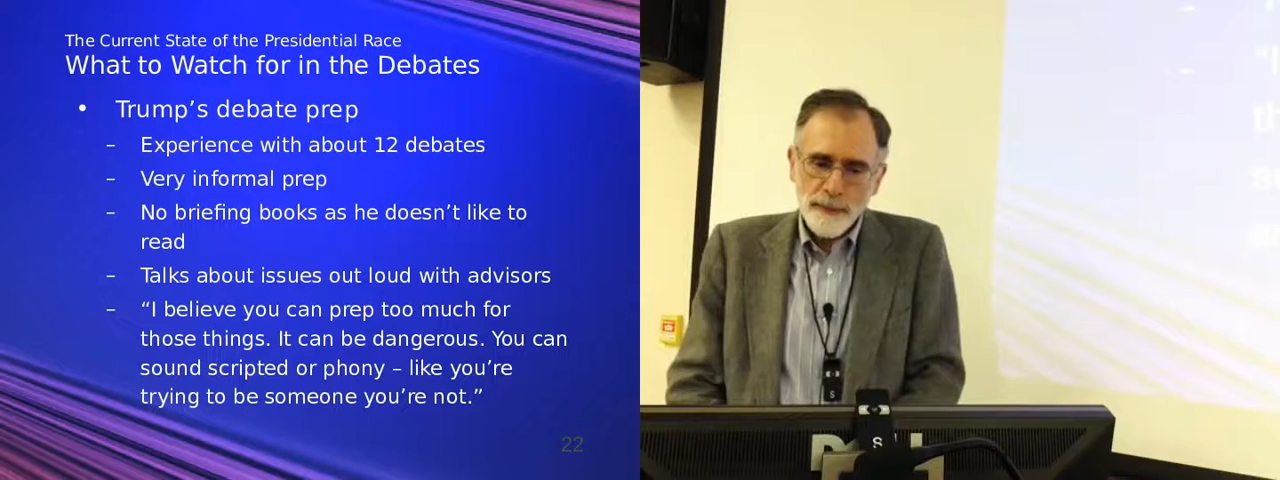 The Current State of the Presidential Race
What to Watch for in the Debates
• Trump’s debate prep
– Experience with about 12 debates
– Very informal prep
– No briefing books as he doesn’t like to
read
– Talks about issues out loud with advisors
– “I believe you can prep too much for
those things. It can be dangerous. You can
sound scripted or phony – like you’re
trying to be someone you’re not.”
22
S
S